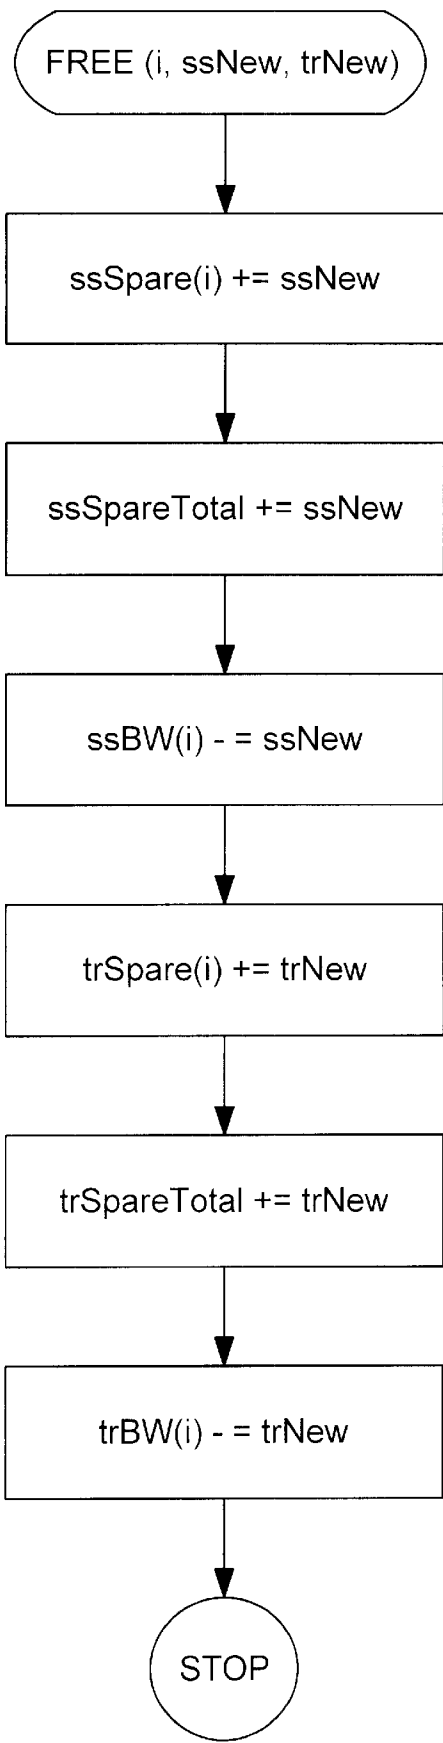 FREE (i, ssNew, trNew)
ssSpare(i) += ssNew
ssSpareTotal += ssNew
ssBW(i) - = ssNew
trSpare(i) += trNew
trSpareTotal += trNew
trBW(i) - = trNew
STOP